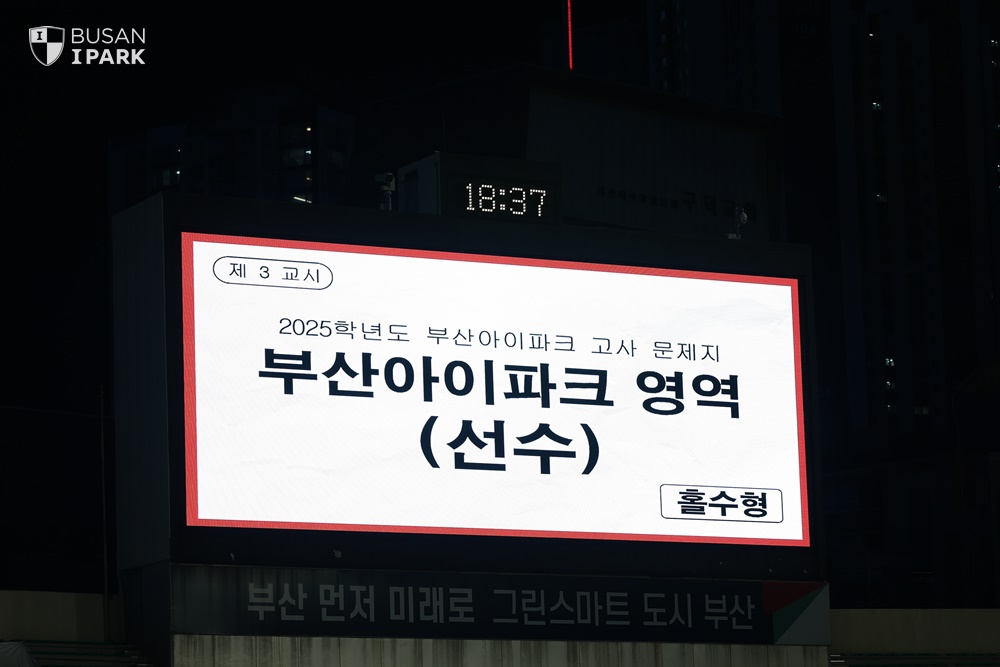 BUSAN
I PARK
18:37
제 3 교시
2025학년도 부산아이파크 고사 문제지
부산아이파크 영역
(선수)
홀수형
부산 먼저 미래로 그린스마트 도시 부산